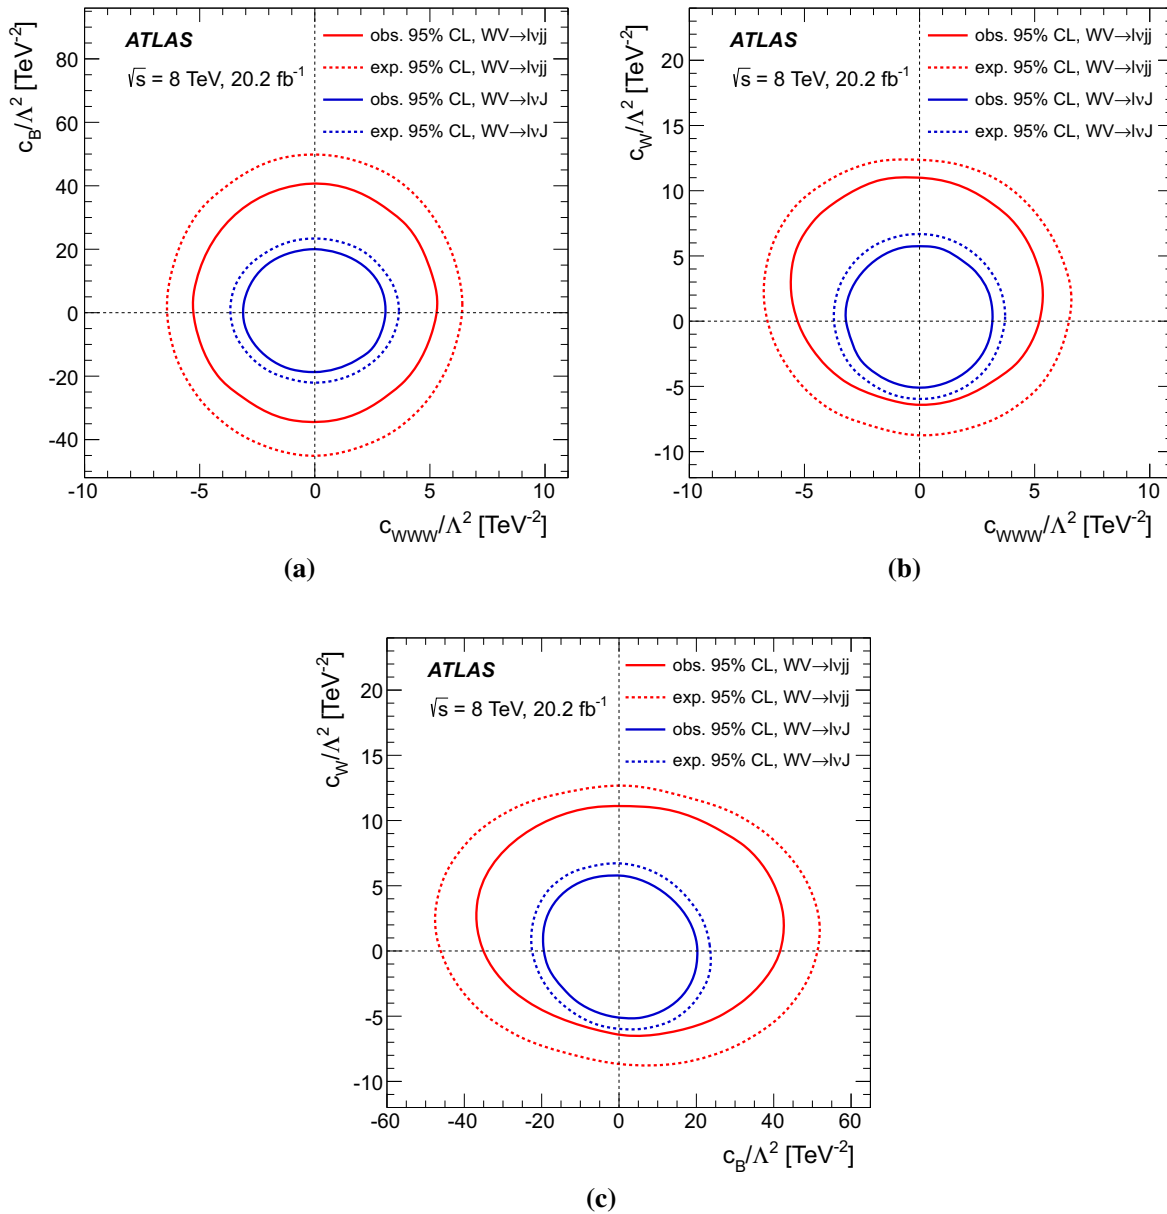 ATLAS
√s = 8 TeV, 20.2 fb-1
obs. 95% CL, WV→lνjj
exp. 95% CL, WV→lνjj
obs. 95% CL, WV→lνJ
exp. 95% CL, WV→lνJ
cB/Λ2 [TeV-2]
80
60
40
20
0
-20
-40
-10
-5
0
5
10
cWWW/Λ2 [TeV-2]
(a)
ATLAS
√s = 8 TeV, 20.2 fb-1
obs. 95% CL, WV→lνjj
exp. 95% CL, WV→lνjj
obs. 95% CL, WV→lνJ
exp. 95% CL, WV→lνJ
cW/Λ2 [TeV-2]
20
15
10
5
0
-5
-10
-10
-5
0
5
10
cWWW/Λ2 [TeV-2]
(b)
ATLAS
√s = 8 TeV, 20.2 fb-1
obs. 95% CL, WV→lνjj
exp. 95% CL, WV→lνjj
obs. 95% CL, WV→lνJ
exp. 95% CL, WV→lνJ
cW/Λ2 [TeV-2]
20
15
10
5
0
-5
-10
-60
-40
-20
0
20
40
60
cB/Λ2 [TeV-2]
(c)